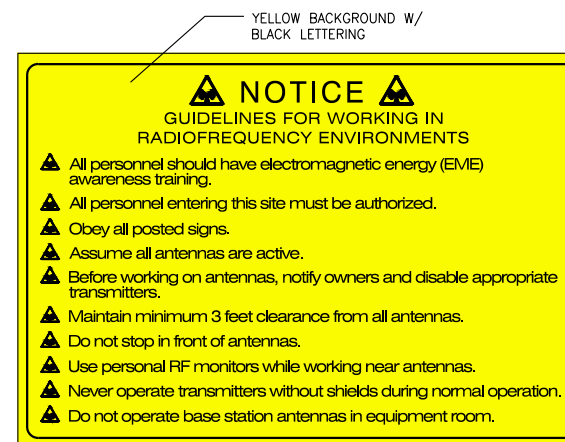 YELLOW BACKGROUND W/
BLACK LETTERING
NOTICE
GUIDELINES FOR WORKING IN
RADIOFREQUENCY ENVIRONMENTS
All personnel should have electromagnetic energy (EME)
awareness training.
All personnel entering this site must be authorized.
Obey all posted signs.
Assume all antennas are active.
Before working on antennas, notify owners and disable appropriate
transmitters.
Maintain minimum 3 feet clearance from all antennas.
Do not stop in front of antennas.
Use personal RF monitors while working near antennas.
Never operate transmitters without shields during normal operation.
Do not operate base station antennas in equipment room.